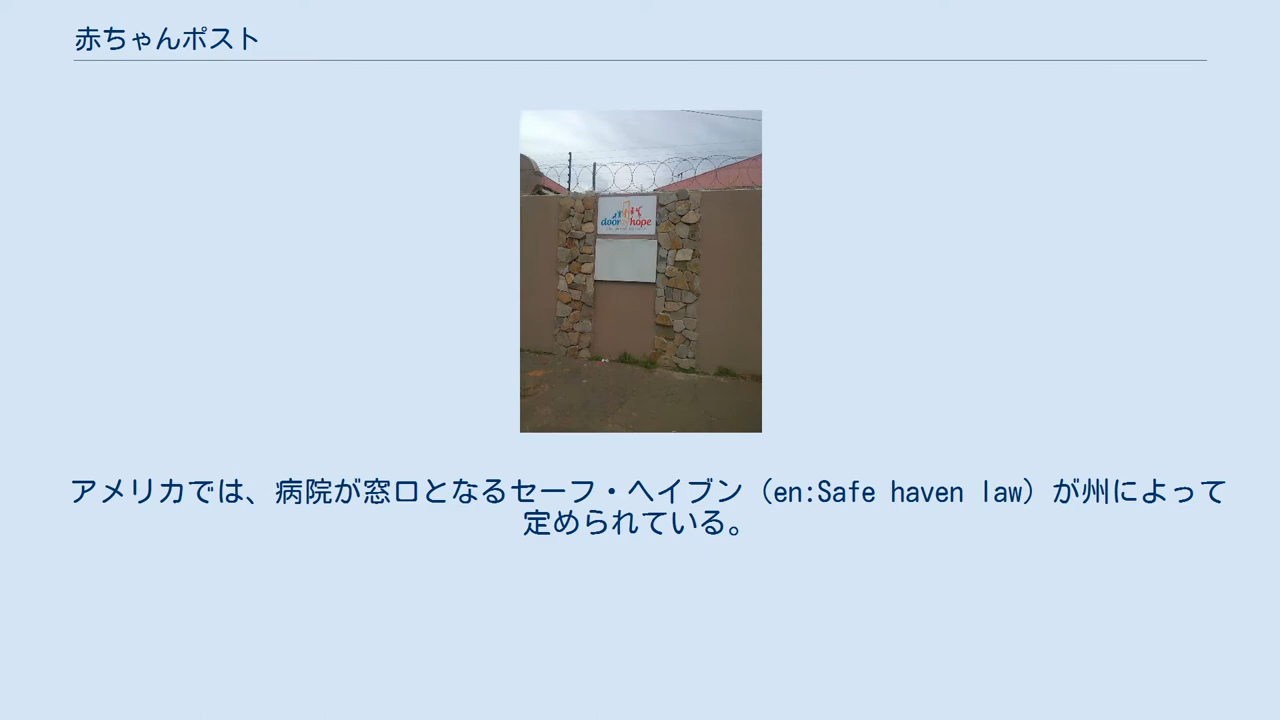 赤ちゃんポスト
door of hope
アメリカでは、病院が窓口となるセーフ・ヘイブン（en:Safe haven law）が州によって
定められている。